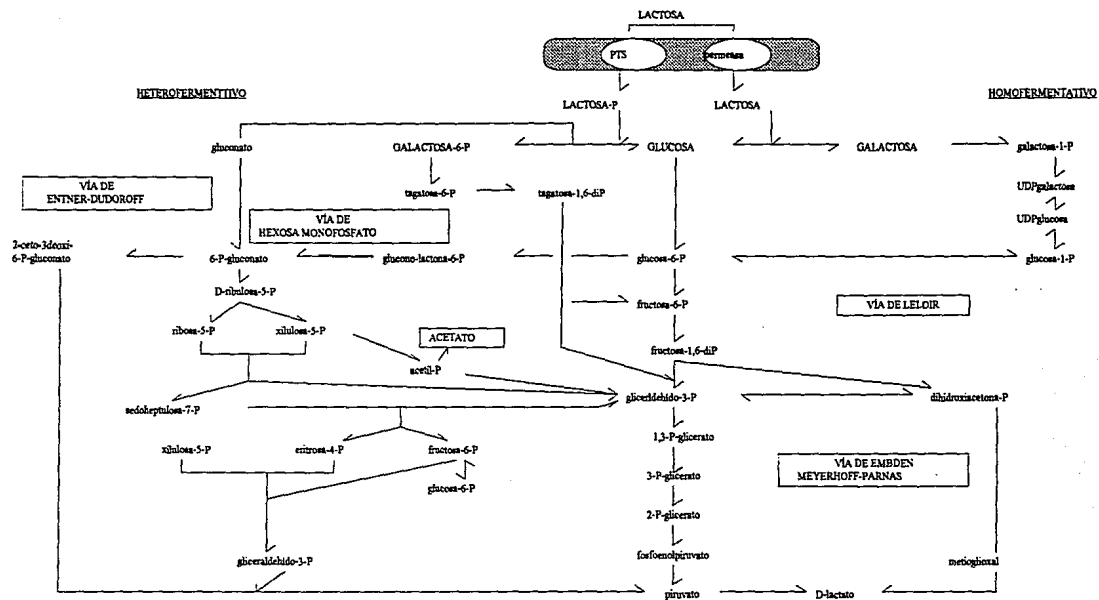 LACTOSA
PTS permeasa
HETEROFERMENTTIVO HOMOFERMENTATIVO
LACTOSA-P LACTOSA
gluconato GALACTOSA-6-P GLUCOSA GALACTOSA galactosa-1-P
VÍA DE
ENTNER-DUDOROFF
tagatosa-6-P tagatosa-1,6-diP UDPgalactosa
VÍA DE
HEXOSA MONOFOSFATO
UDPglucosa
2-ceto-3deoxi-
6-P-gluconato 6-P-gluconato glucono-lactona-6-P glucosa-6-P glucosa-1-P
D-ribulosa-5-P
fructosa-6-P VÍA DE LELOIR
ribosa-5-P xilulosa-5-P
ACETATO
fructosa-1,6-diP
acetil-P
sedoheptulosa-7-P gliceraldehido-3-P dihidroxiacetona-P
1,3-P-glicerato
xilulosa-5-P eritrosa-4-P fructosa-6-P
VÍA DE EMBDEN
MEYERHOFF-PARNAS
3-P-glicerato
glucosa-6-P
2-P-glicerato
fosfoenolpiruvato
gliceraldehido-3-P metioglioxal
piruvato D-lactato